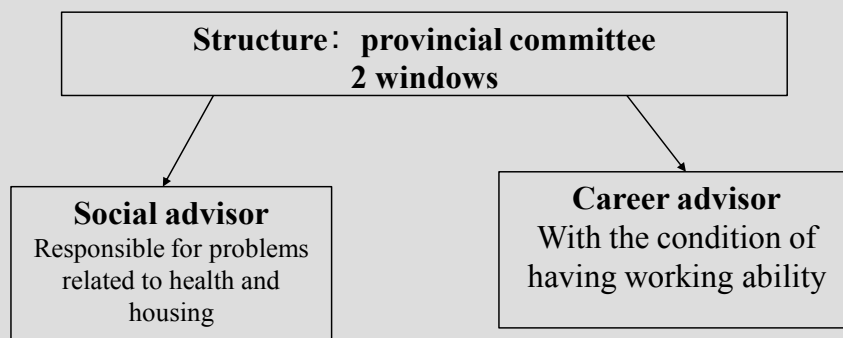 Structure: provincial committee
2 windows
Social advisor
Responsible for problems
related to health and
housing
Career advisor
With the condition of
having working ability